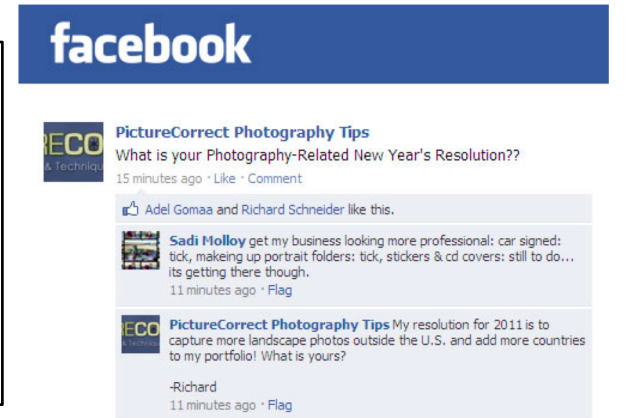 facebook
RECO
& Techniqu
PictureCorrect Photography Tips
What is your Photography-Related New Year's Resolution??
15 minutes ago · Like · Comment
Adel Gomaa and Richard Schneider like this.
Sadi Molloy get my business looking more professional: car signed:
tick, makeing up portrait folders: tick, stickers & cd covers: still to do...
its getting there though.
11 minutes ago · Flag
RECO
PictureCorrect Photography Tips My resolution for 2011 is to
capture more landscape photos outside the U.S. and add more countries
to my portfolio! What is yours?
-Richard
11 minutes ago · Flag